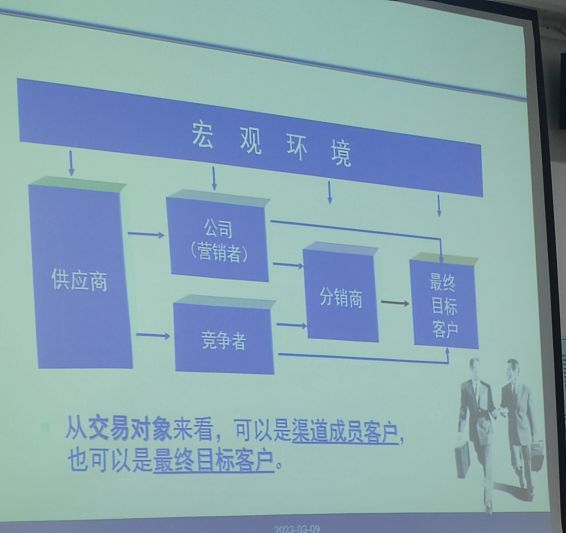 宏观环境
供应商
公司
（营销者）
竞争者
分销商
最终
目标
客户
从交易对象来看，可以是渠道成员客户，
也可以是最终目标客户。
2023-03-09